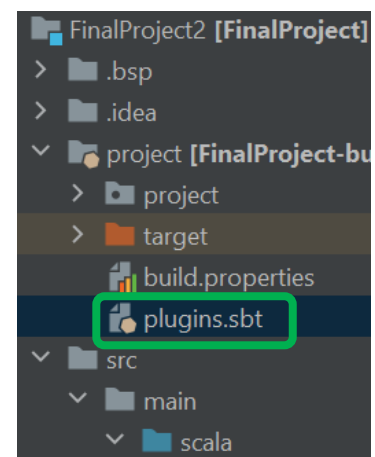 FinalProject2 [FinalProject]
.bsp
.idea
project [FinalProject-bu
project
target
build.properties
plugins.sbt
src
main
scala